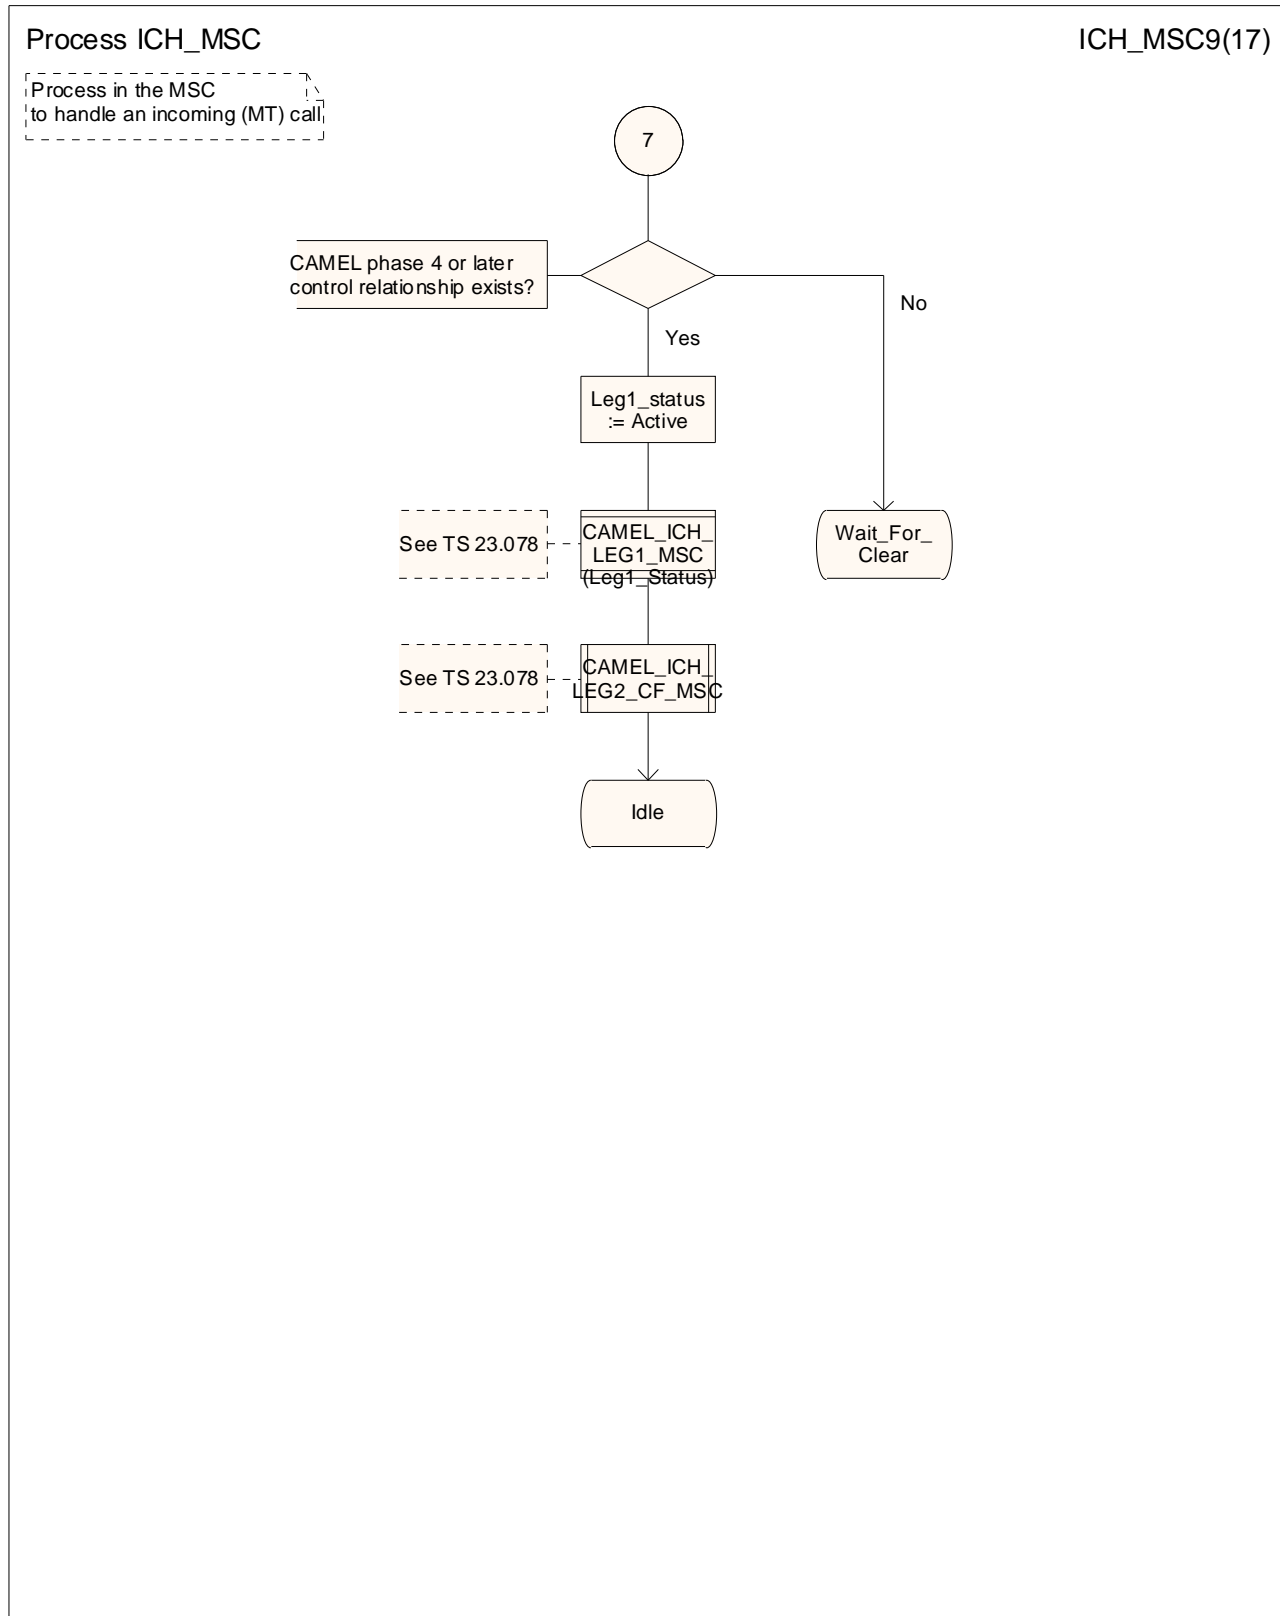 Process ICH_MSC
ICH_MSC9(17)
Process in the MSC
to handle an incoming (MT) call
7
CAMEL phase 4 or later
control relationship exists?
No
Yes
Leg1_status
:= Active
See TS 23.078
CAMEL_ICH_
LEG1_MSC
(Leg1_Status)
Wait_For_
Clear
See TS 23.078
CAMEL_ICH_
LEG2_CF_MSC
Idle